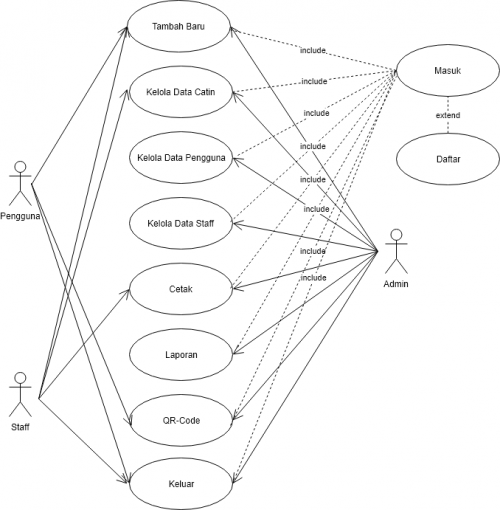 Tambah Baru
include
Masuk
Kelola Data Catin
include
include
extend
Kelola Data Pengguna
include
Daftar
include
Pengguna
Kelola Data Staff
include
include
Cetak
include
Admin
Laporan
Staff
QR-Code
Keluar